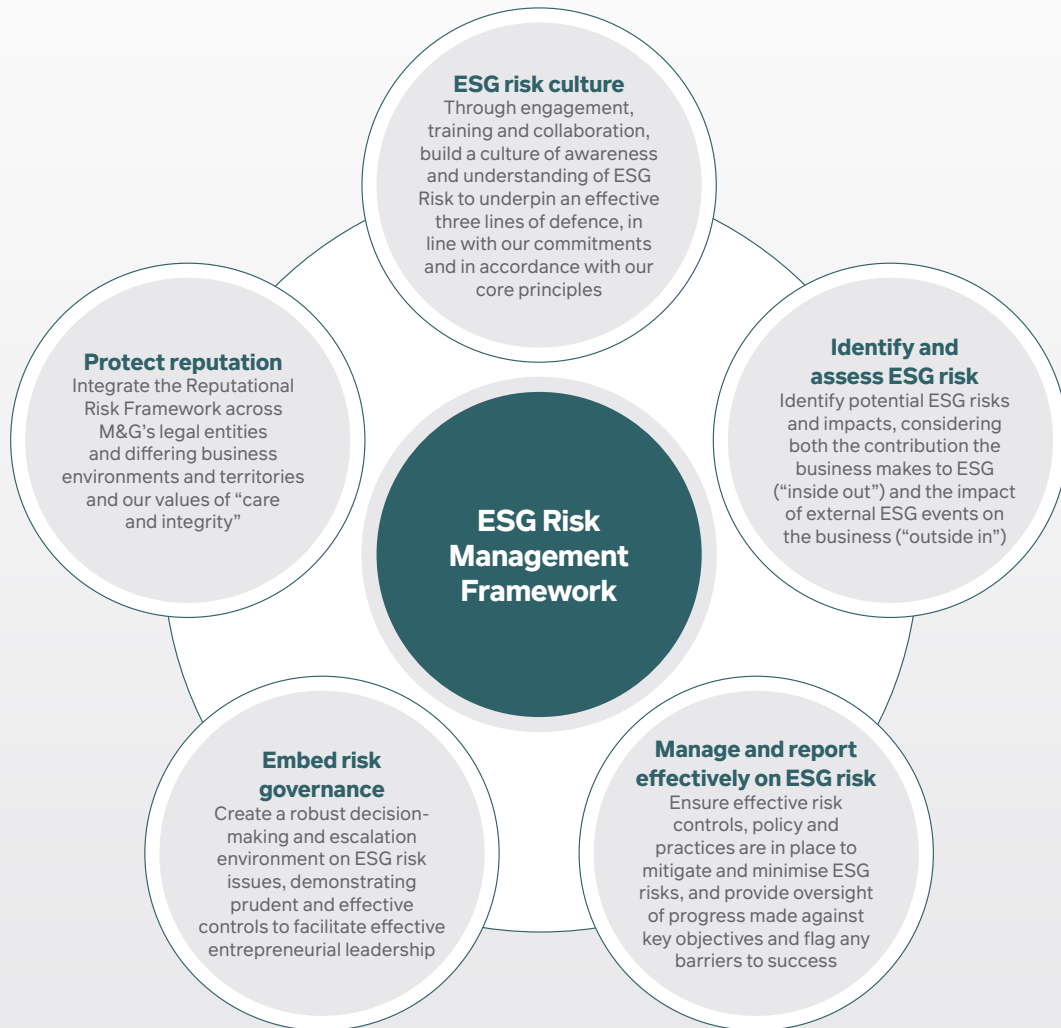 ESG risk culture
Through engagement,
training and collaboration,
build a culture of awareness
and understanding of ESG
Risk to underpin an effective
three lines of defence, in
line with our commitments
and in accordance with our
core principles
Identify and
assess ESG risk
Identify potential ESG risks
and impacts, considering
both the contribution the
business makes to ESG
(“inside out”) and the impact
of external ESG events on
the business (“outside in”)
Manage and report
effectively on ESG risk
Ensure effective risk
controls, policy and
practices are in place to
mitigate and minimise ESG
risks, and provide oversight
of progress made against
key objectives and flag any
barriers to success
Embed risk
governance
Create a robust decision-
making and escalation
environment on ESG risk
issues, demonstrating
prudent and effective
controls to facilitate effective
entrepreneurial leadership
Protect reputation
Integrate the Reputational
Risk Framework across
M&G’s legal entities
and differing business
environments and territories
and our values of “care
and integrity”
ESG Risk
Management
Framework